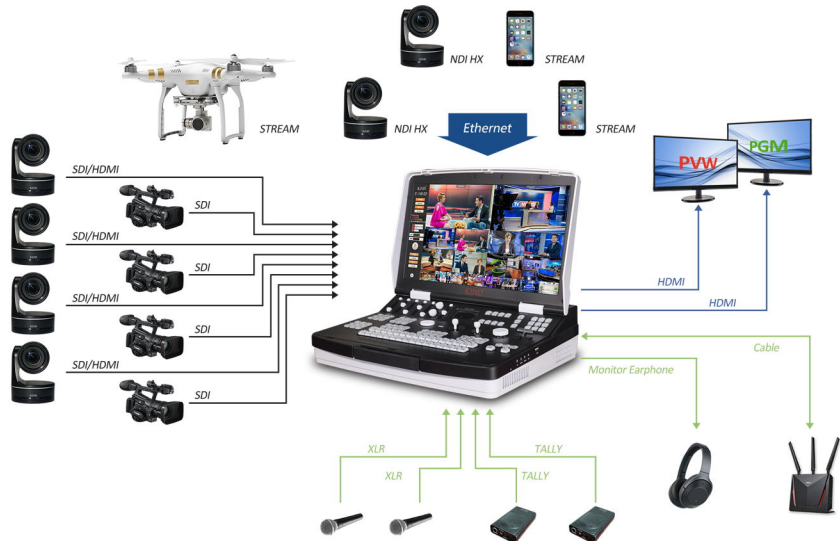 NDI HX
STREAM
STREAM
NDI HX
Ethernet
STREAM
SDI/HDMI
SDI
SDI/HDMI
SDI
SDI/HDMI
SDI
SDI/HDMI
SDI
PVW
PGM
HDMI
HDMI
Cable
Monitor Earphone
XLR
TALLY
XLR
TALLY